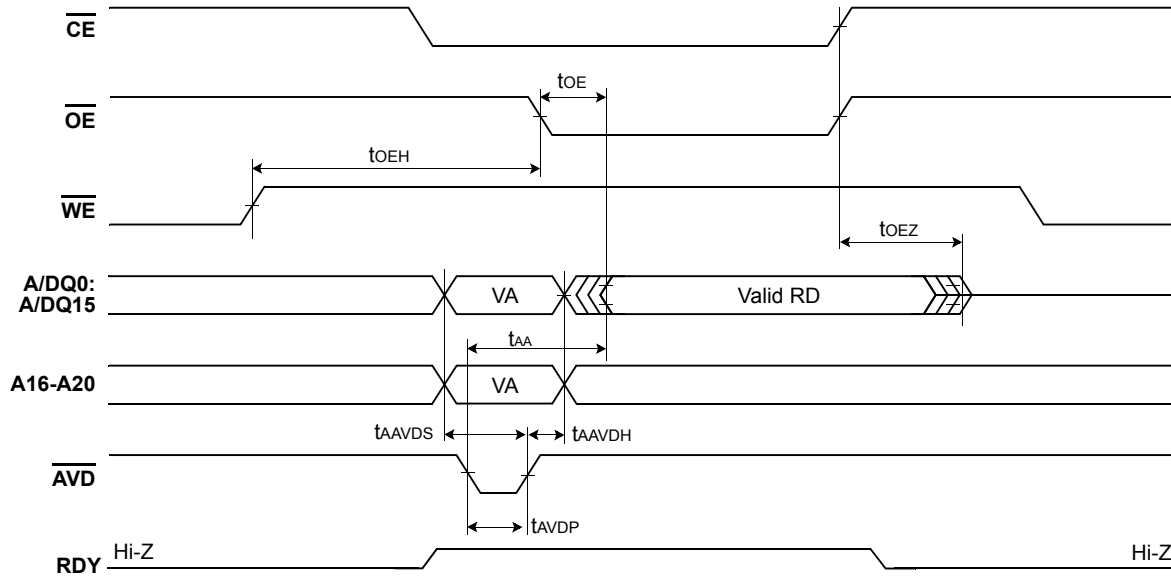 CE
tOE
OE
tOEH
WE
tOEZ
A/DQ0:
A/DQ15
VA
Valid RD
tAA
A16-A20
VA
tAAVDS
tAAVDH
AVD
tAVDP
Hi-Z
Hi-Z
RDY